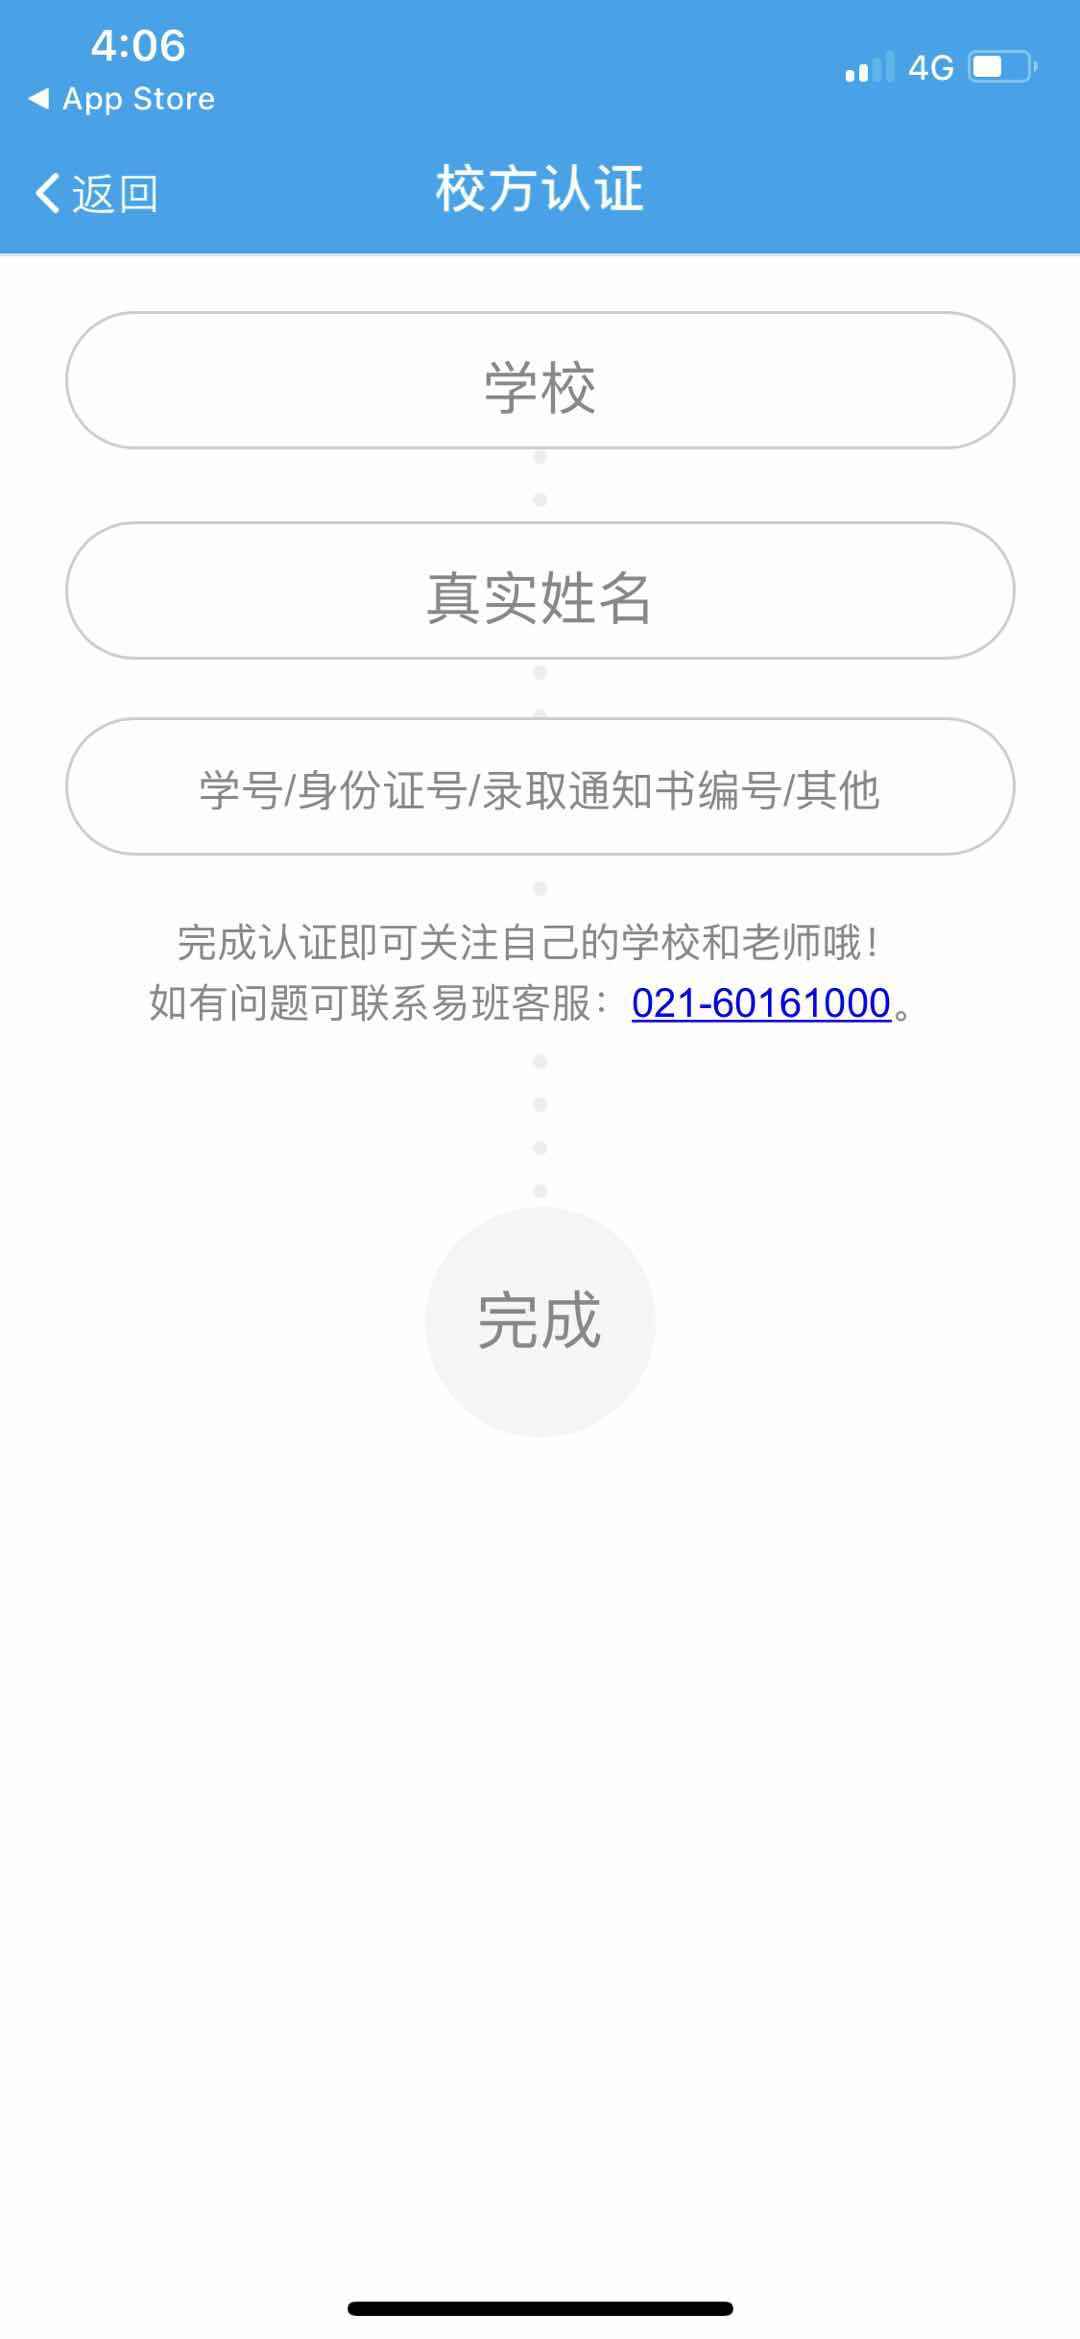 4:06
4G
◀ App Store
返回
校方认证
学校
真实姓名
学号/身份证号/录取通知书编号/其他
完成认证即可关注自己的学校和老师哦！
如有问题可联系易班客服：021-60161000。
完成